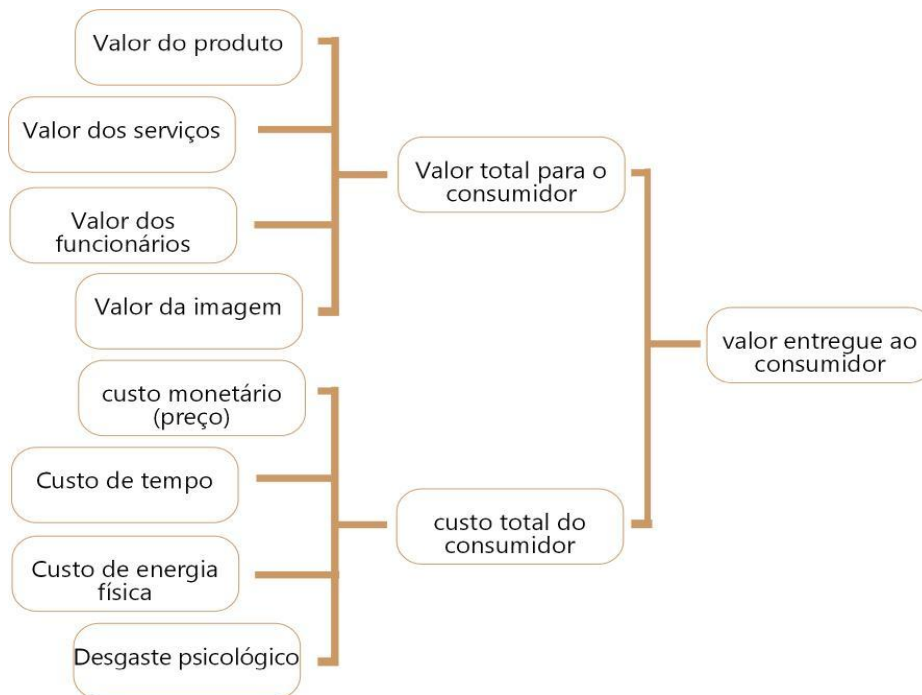 Valor do produto
Valor dos serviços
Valor dos
funcionários
Valor da imagem
Valor total para o
consumidor
custo monetário
(preço)
Custo de tempo
Custo de energia
física
Desgaste psicológico
custo total do
consumidor
valor entregue ao
consumidor